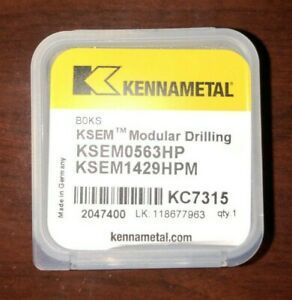 KENNAMETAL
B0KS
KSEM™ Modular Drilling
KSEM0563HP
KSEM1429HPM
Made in Germany
KC7315
2047400 LK: 118677963 qty 1
kennametal.com